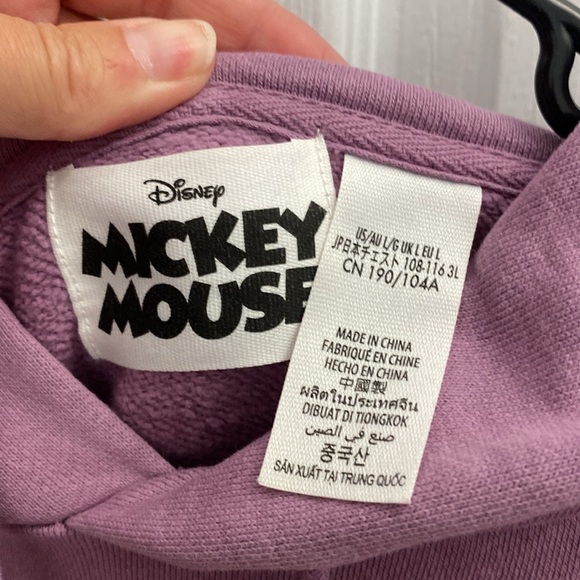 Disney
MICKEY
MOUSE
US/AU L/G UK L EU L
JP日本チエスト 108-116 3L
CN 190/104A
MADE IN CHINA
FABRIQUÉ EN CHINE
HECHO EN CHINA
中國製
ผลิตในประเทศจีน
DIBUAT DI TIONGKOK
صنع في الصين
중국산
SẢN XUẤT TẠI TRUNG QUỐC